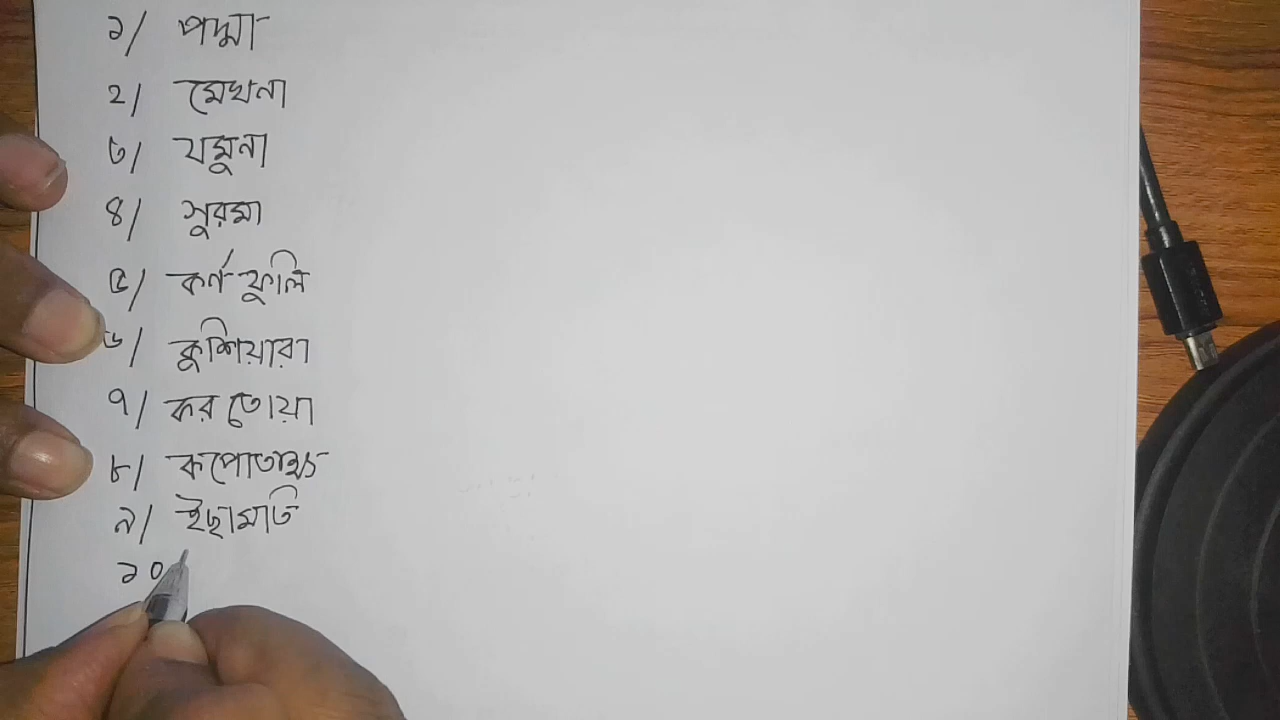 ১/ পদ্মা
২/ মেঘনা
৩/ যমুনা
৪/ সুরমা
৫/ কর্ণফুলি
৬/ কুশিয়ারা
৭/ করতোয়া
৮/ কপোতাক্ষ
৯/ ইছামতি
১০